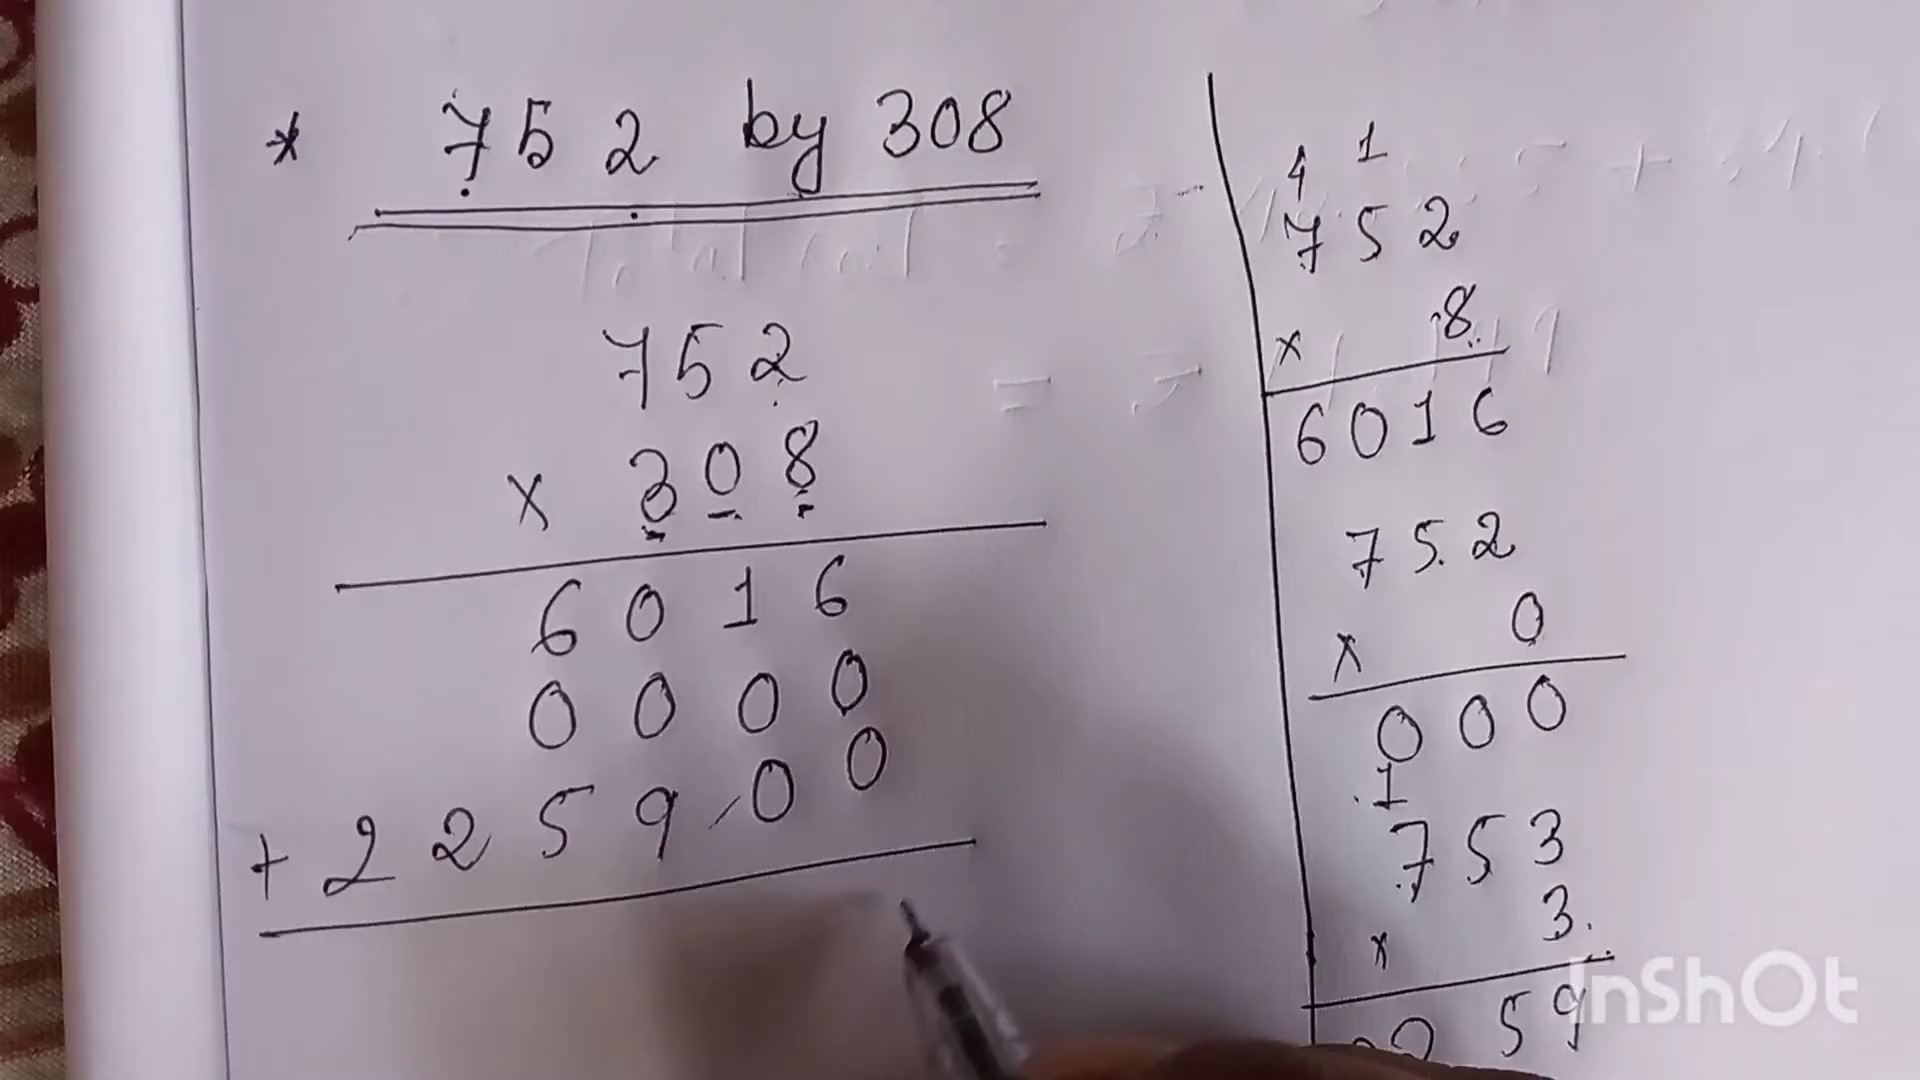 * 752 by 308
752
x 308
6016
0000
+ 225900
4 1
752
x 8
6016
752
x 0
000
1
753
x 3
2259
InShOt